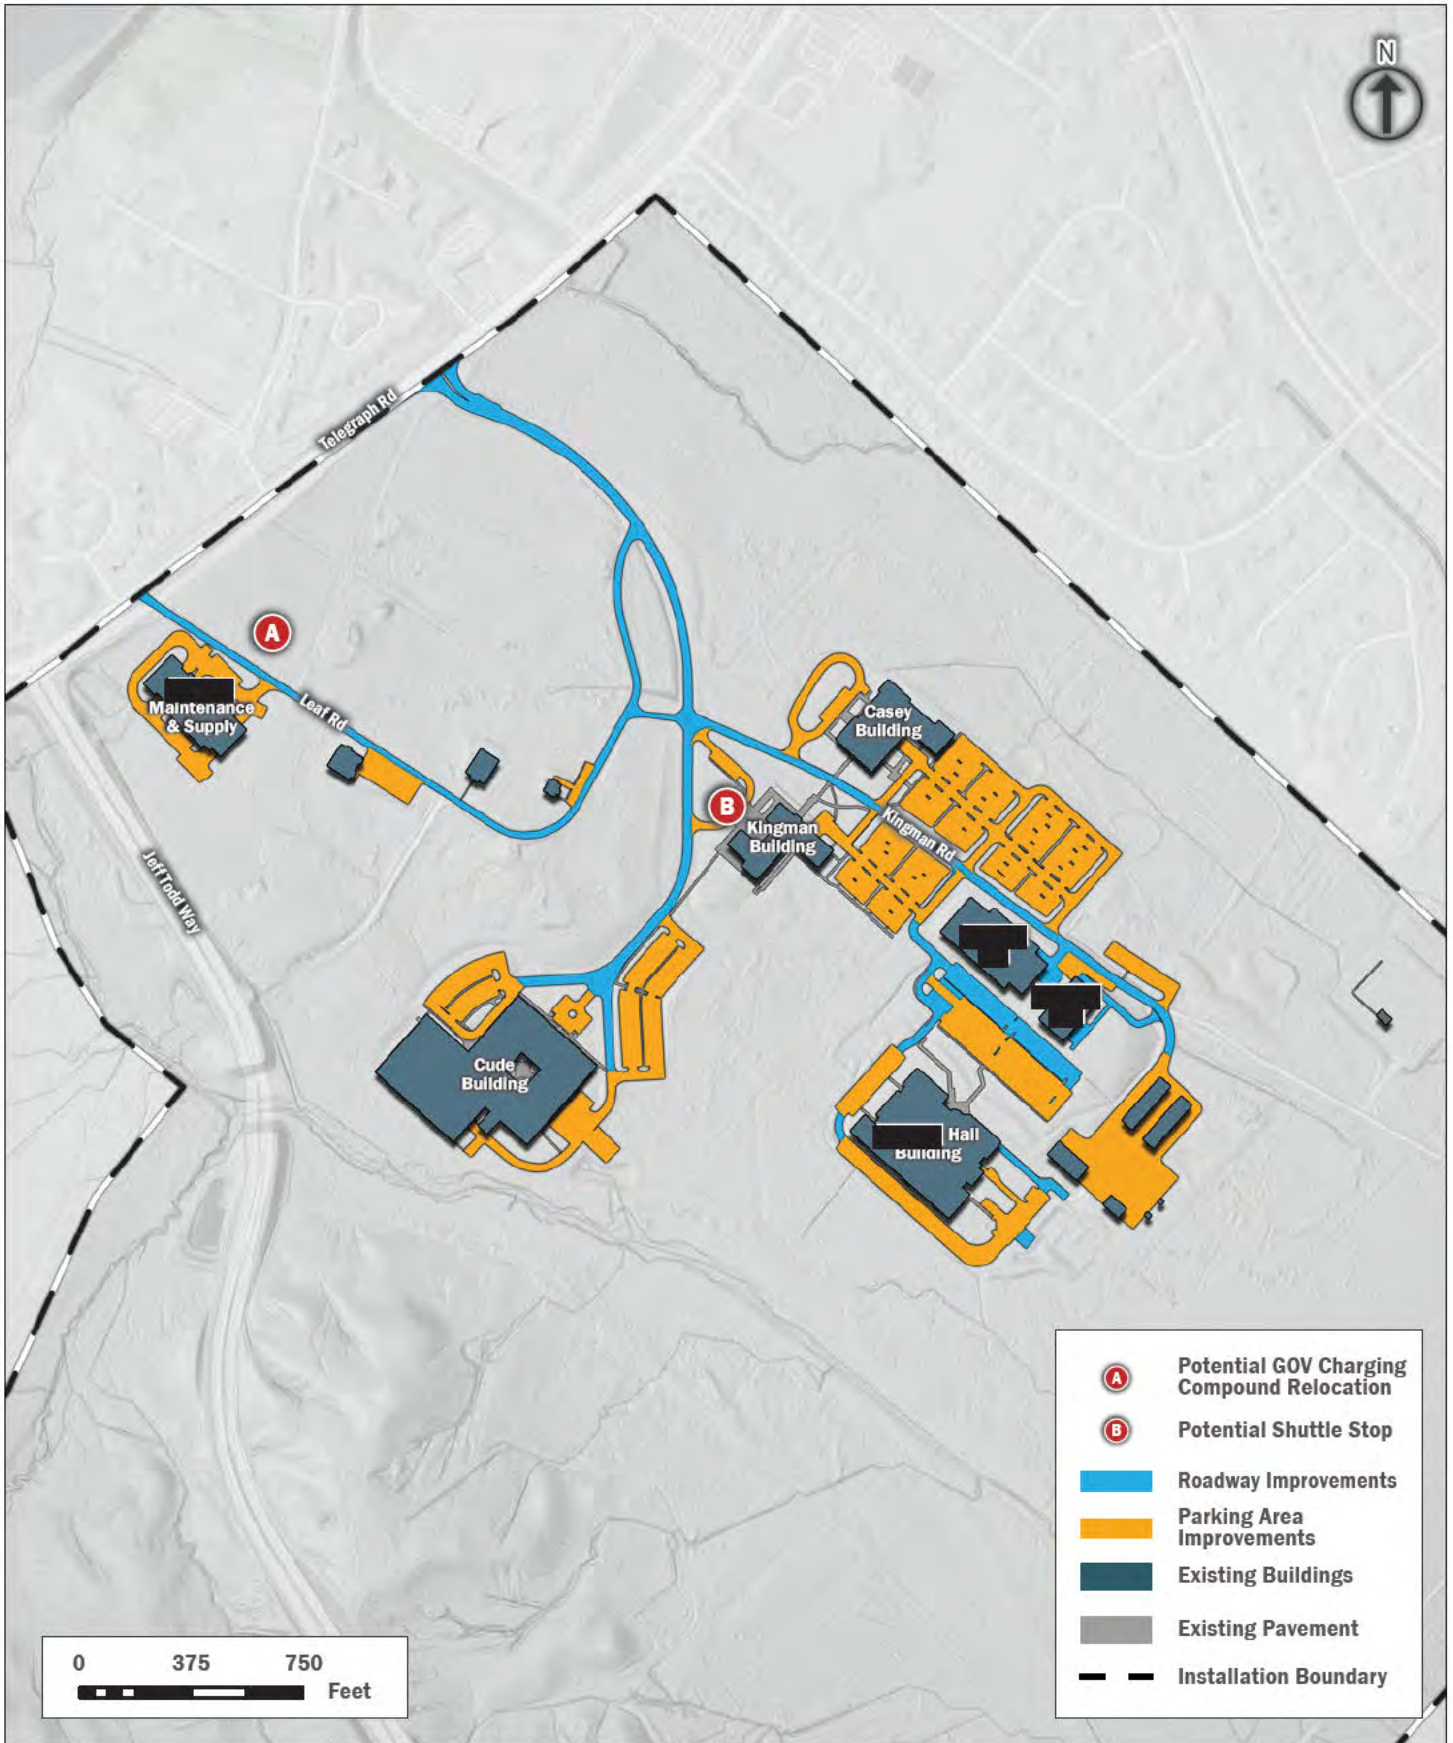 N
Telegraph Rd
A
Maintenance
& Supply
Leaf Rd
Casey
Building
B
Kingman
Building
Kingman Rd
Jeff Todd Way
Cude
Building
Hall
Building
A
Potential GOV Charging
Compound Relocation
B
Potential Shuttle Stop
Roadway Improvements
Parking Area
Improvements
Existing Buildings
Existing Pavement
Installation Boundary
0 375 750
Feet